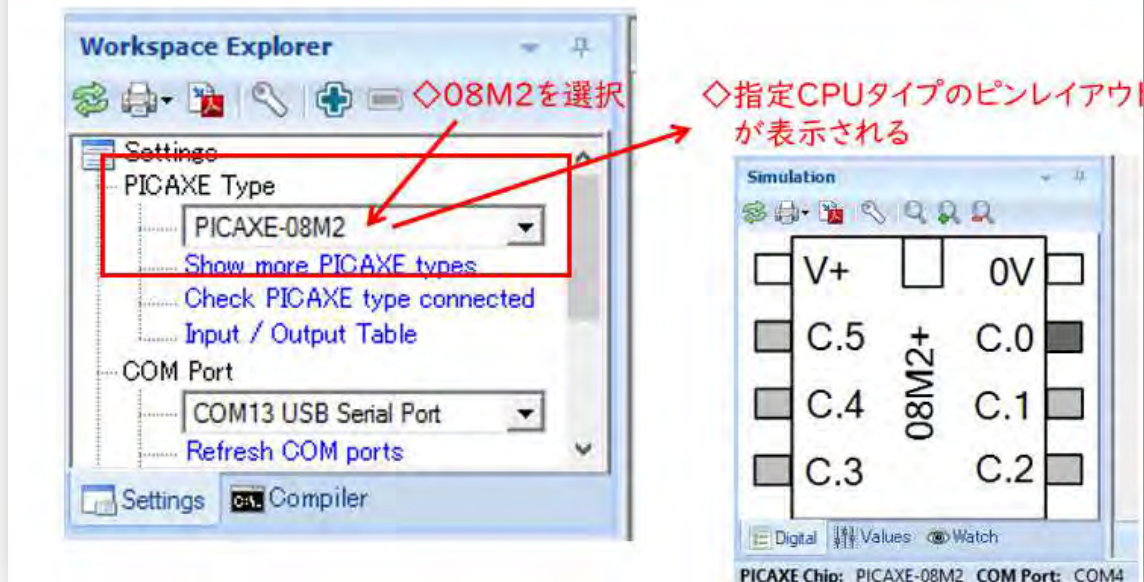 Workspace Explorer
◇08M2を選択
Settings
PICAXE Type
PICAXE-08M2
Show more PICAXE types
Check PICAXE type connected
Input / Output Table
COM Port
COM13 USB Serial Port
Refresh COM ports
Settings
Compiler
◇指定CPUタイプのピンレイアウト
が表示される
Simulation
V+
0V
C.5
C.0
08M2+
C.4
C.1
C.3
C.2
Digital
Values
Watch
PICAXE Chip: PICAXE-08M2 COM Port: COM4